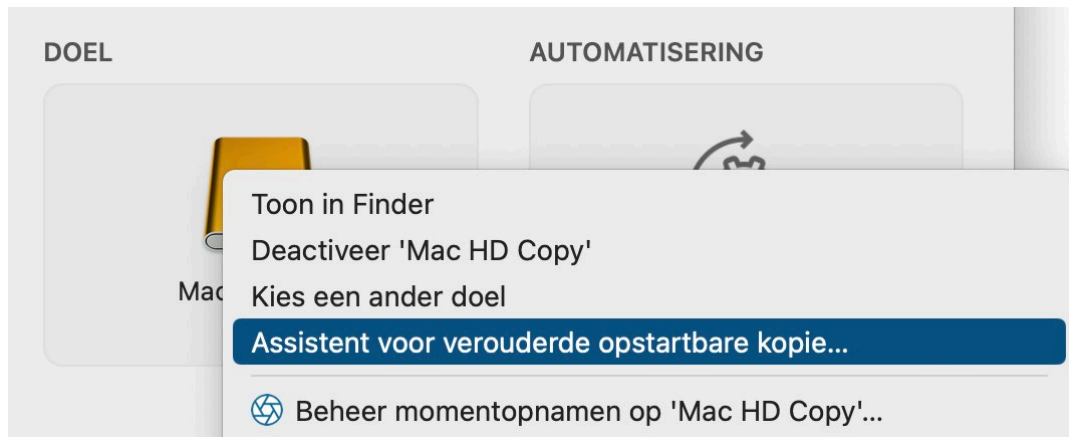 DOEL
AUTOMATISERING
Mac
Toon in Finder
Deactiveer 'Mac HD Copy'
Kies een ander doel
Assistent voor verouderde opstartbare kopie...
Beheer momentopnamen op 'Mac HD Copy'...